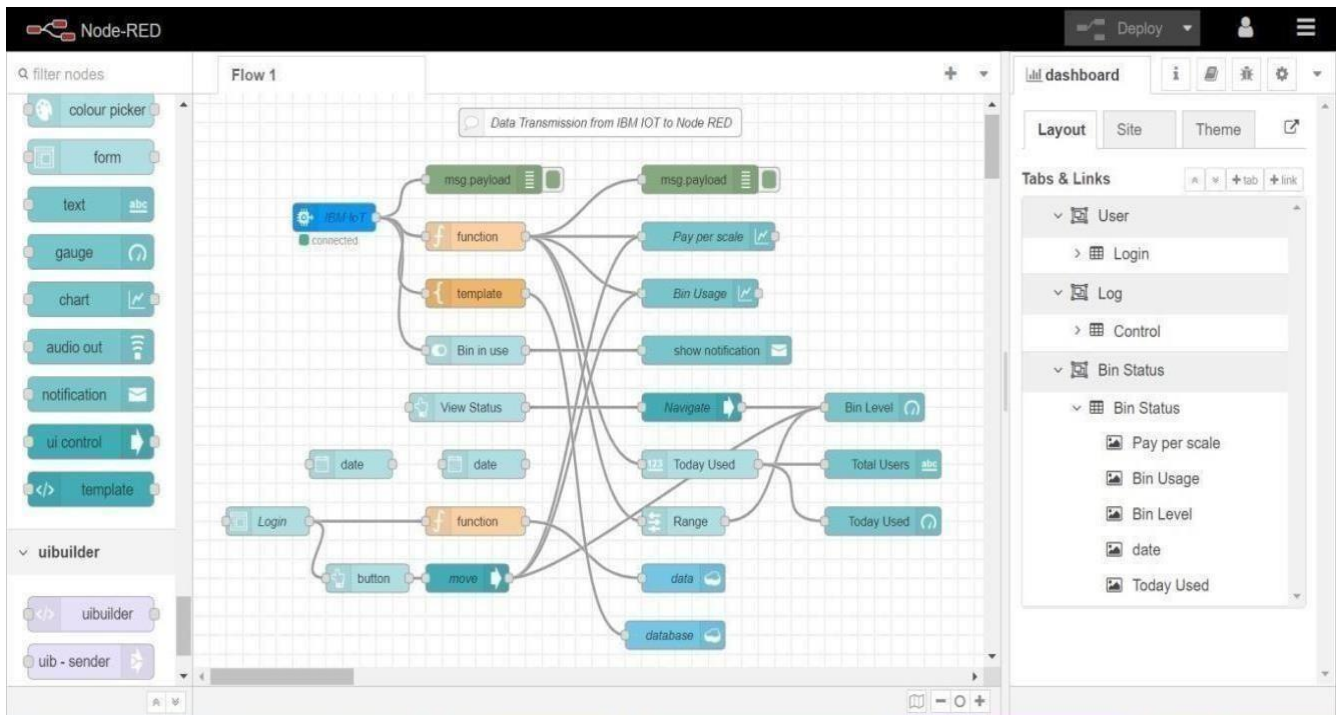 Node-RED
Deploy
filter nodes
colour picker
form
text
abc
gauge
chart
audio out
notification
ui control
template
uibuilder
uibuilder
uib - sender
Flow 1
Data Transmission from IBM IOT to Node RED
msg.payload
msg.payload
IBM IoT
connected
function
Pay per scale
template
Bin Usage
Bin in use
show notification
View Status
Navigate
Bin Level
date
date
123
Today Used
Total Users
abc
Login
function
Range
Today Used
button
move
data
database
dashboard
i
Layout
Site
Theme
Tabs & Links
+ tab
+ link
User
Login
Log
Control
Bin Status
Bin Status
Pay per scale
Bin Usage
Bin Level
date
Today Used